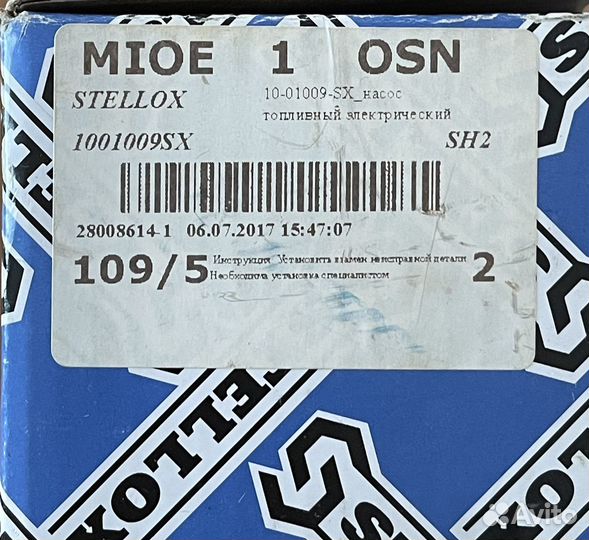 MIOE 1 OSN
STELLOX 10-01009-SX_насос
топливный электрический
1001009SX SH2
28008614-1 06.07.2017 15:47:07
109/5 Инструкция Установить взамен неисправной детали 2
Необходима установка специалистом
STELLOX
Avito